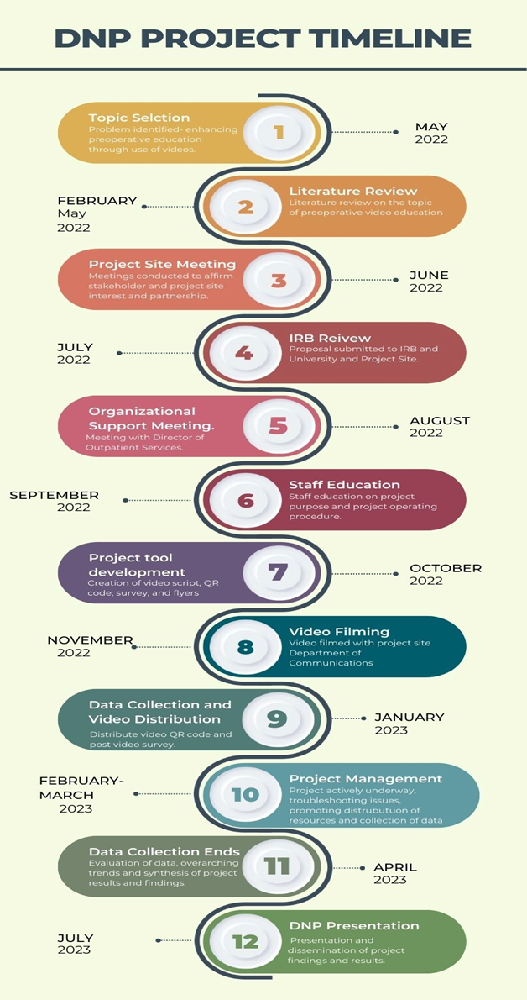 DNP PROJECT TIMELINE
Topic Selction
Problem identified- enhancing
preoperative education
through use of videos.
1
MAY
2022
FEBRUARY
May
2022
2
Literature Review
Literature review on the topic
of preoperative video education
Project Site Meeting
Meetings conducted to affirm
stakeholder and project site
interest and partnership.
3
JUNE
2022
JULY
2022
4
IRB Reivew
Proposal submitted to IRB and
University and Project Site.
Organizational
Support Meeting.
Meeting with Director of
Outpatient Services.
5
AUGUST
2022
SEPTEMBER
2022
6
Staff Education
Staff education on project
purpose and project operating
procedure.
Project tool
development
Creation of video script, QR
code, survey, and flyers
7
OCTOBER
2022
NOVEMBER
2022
8
Video Filming
Video filmed with project site
Department of
Communications
Data Collection and
Video Distribution
Distribute video QR code and
post video survey.
9
JANUARY
2023
FEBRUARY-
MARCH
2023
10
Project Management
Project actively underway,
troubleshooting issues,
promoting distrubutuon of
resources and collection of data
Data Collection Ends
Evaluation of data, overarching
trends and synthesis of project
results and findings.
11
APRIL
2023
JULY
2023
12
DNP Presentation
Presentation and
dissemination of project
findings and results.